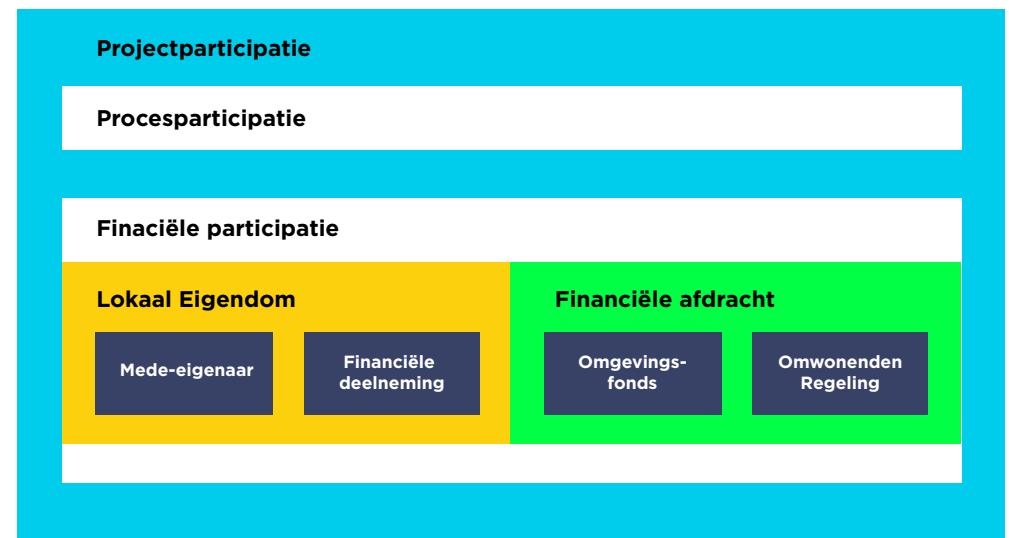 Projectparticipatie
Procesparticipatie
Finaciële participatie
Lokaal Eigendom
Mede-eigenaar
Financiële
deelneming
Financiële afdracht
Omgevings-
fonds
Omwonenden
Regeling